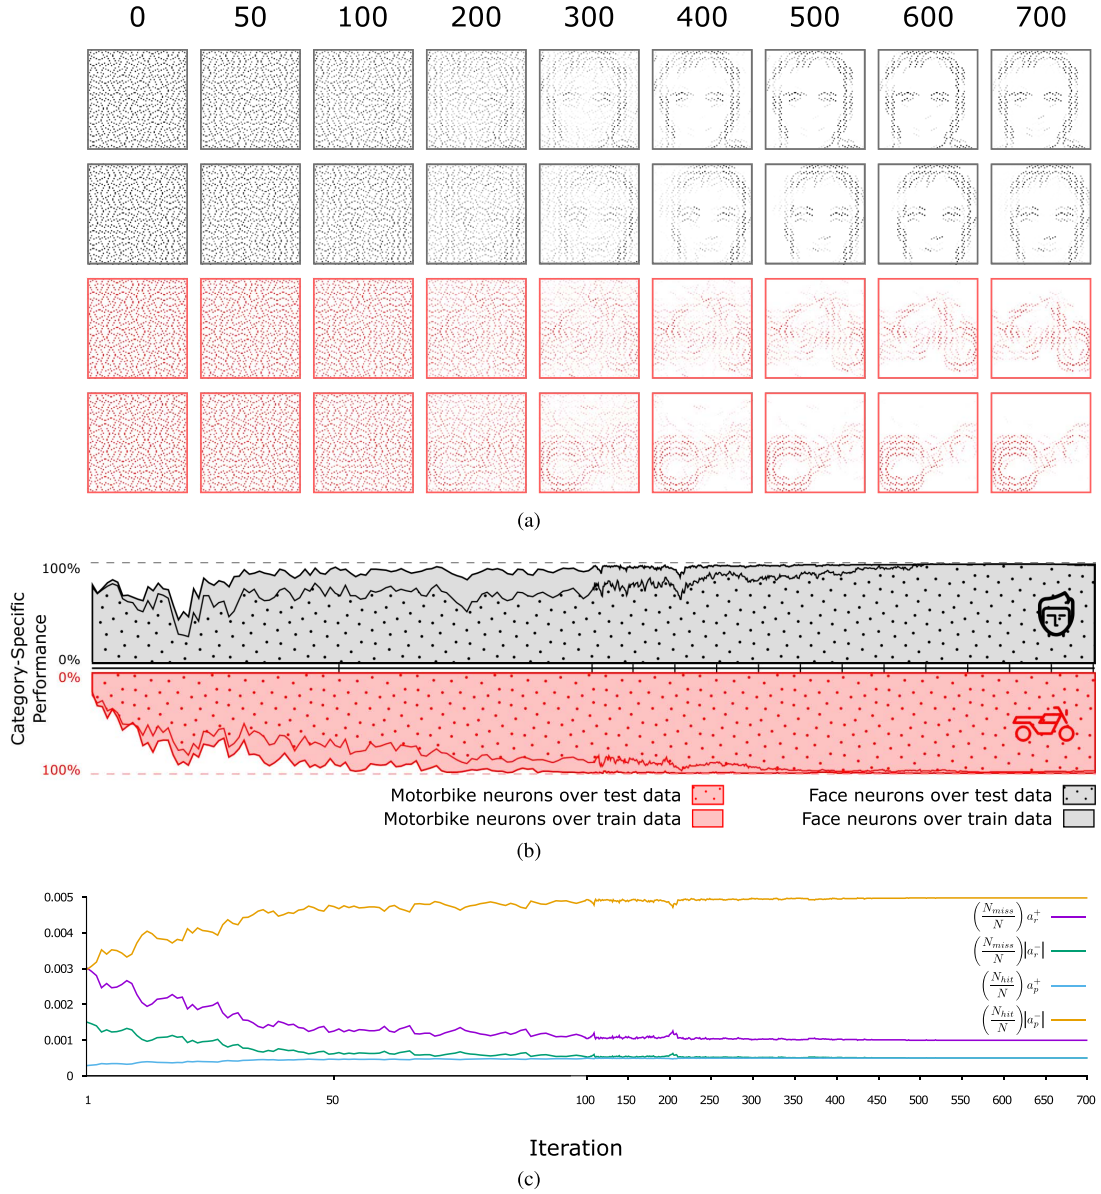 0 50 100 200 300 400 500 600 700
(a)
Category-Specific
Performance
100%
0%
0%
100%
Motorbike neurons over test data
Motorbike neurons over train data
Face neurons over test data
Face neurons over train data
(b)
0.005
0.004
0.003
0.002
0.001
0
(N_miss/N) a_r^+
(N_miss/N)|a_r^-|
(N_hit/N) a_p^+
(N_hit/N)|a_p^-|
1 50 100 150 200 250 300 350 400 450 500 550 600 650 700
Iteration
(c)